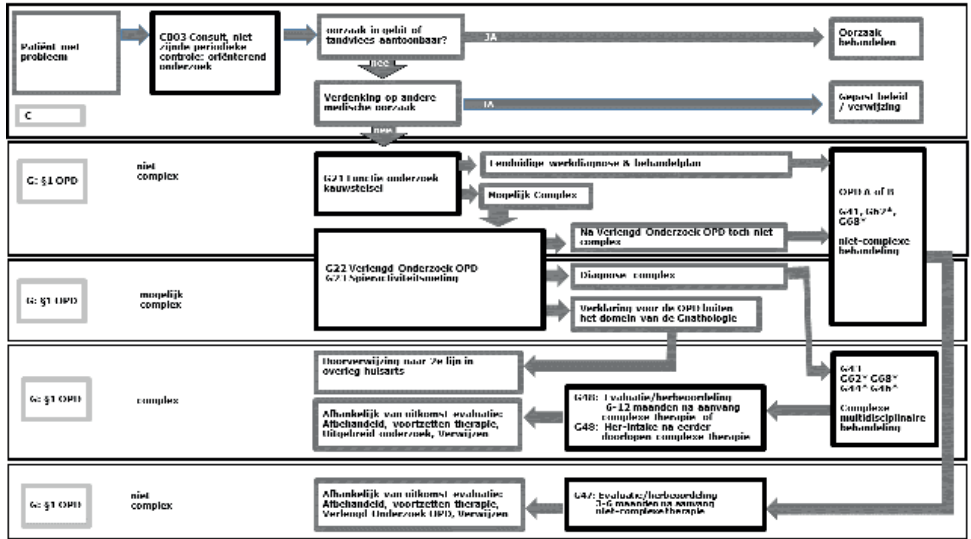 Patiënt met
probleem
CB03 Consult, niet
zijnde periodieke
controle: oriënterend
onderzoek
oorzaak in gebit of
tandvlees aantoonbaar?
JA
Oorzaak
behandelen
nee
C
Verdenking op andere
medische oorzaak
JA
Gepast beleid
/ verwijzing
nee
G: §1 OPD
niet
complex
G21 Functie onderzoek
kauwstelsel
Eenduidige werkdiagnose & behandelplan
Mogelijk Complex
OPD A of B
G41, G62*,
G68*
niet-complexe
behandeling
Na Verlengd Onderzoek OPD toch niet
complex
G22 Verlengd Onderzoek OPD
G23 Spieractiviteitsmeting
G: §1 OPD
mogelijk
complex
Diagnose: complex
Verklaring voor de OPD buiten
het domein van de Gnathologie
G: §1 OPD
complex
Doorverwijzing naar 2e lijn in
overleg huisarts
G43
G62* G68*
G44* G46*
Complexe
multidisciplinaire
behandeling
G48: Evaluatie/herbeoordeling
6-12 maanden na aanvang
complexe therapie of
G48: Her-intake na eerder
doorlopen complexe therapie
Afhankelijk van uitkomst evaluatie:
Afbehandeld, voortzetten therapie,
Uitgebreid onderzoek, Verwijzen
G: §1 OPD
niet
complex
Afhankelijk van uitkomst evaluatie:
Afbehandeld, voortzetten therapie,
Verlengd Onderzoek OPD, Verwijzen
G47: Evaluatie/herbeoordeling
3-6 maanden na aanvang
niet-complexe therapie